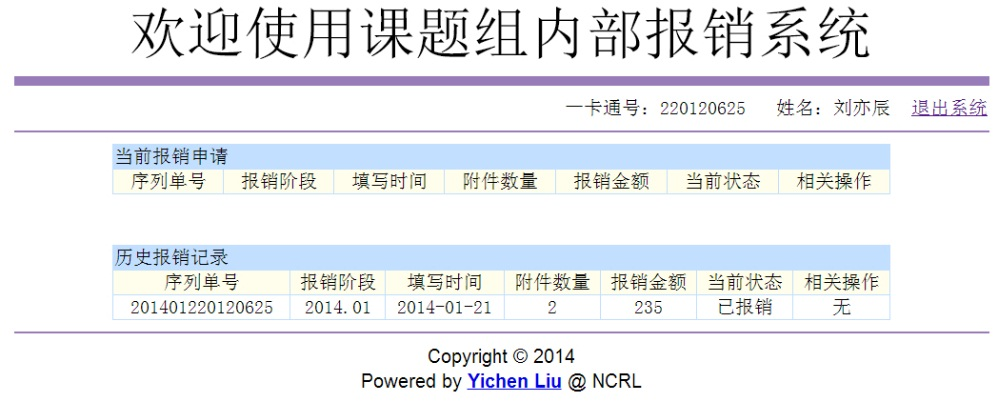 欢迎使用课题组内部报销系统
一卡通号：220120625 姓名：刘亦辰 退出系统
当前报销申请
序列单号 报销阶段 填写时间 附件数量 报销金额 当前状态 相关操作
历史报销记录
序列单号 报销阶段 填写时间 附件数量 报销金额 当前状态 相关操作
201401220120625 2014.01 2014-01-21 2 235 已报销 无
Copyright © 2014
Powered by Yichen Liu @ NCRL